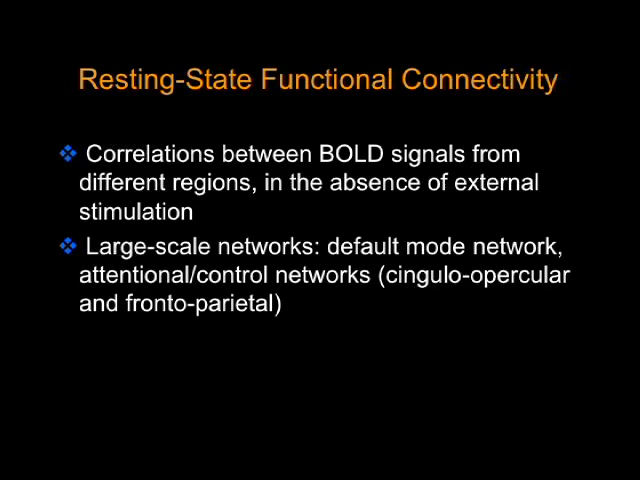 Resting-State Functional Connectivity
❖ Correlations between BOLD signals from
different regions, in the absence of external
stimulation
❖ Large-scale networks: default mode network,
attentional/control networks (cingulo-opercular
and fronto-parietal)